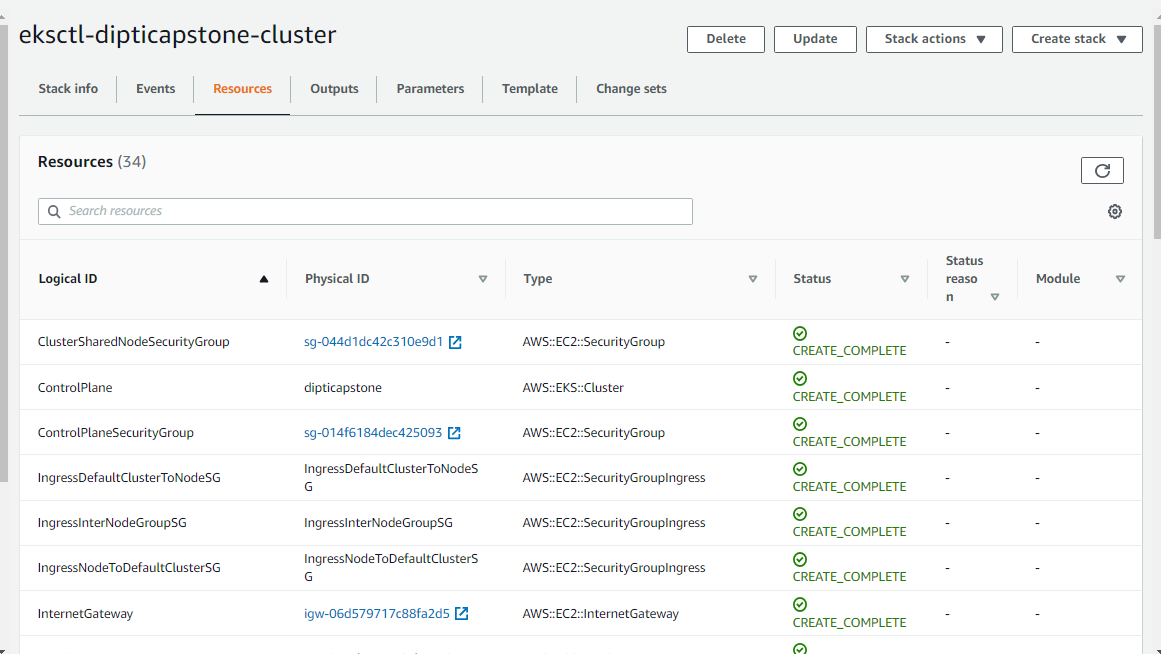 eksctl-dipticapstone-cluster
Delete
Update
Stack actions
Create stack
Stack info
Events
Resources
Outputs
Parameters
Template
Change sets
Resources (34)
Search resources
Logical ID
Physical ID
Type
Status
Status
reaso
n
Module
ClusterSharedNodeSecurityGroup
sg-044d1dc42c310e9d1
AWS::EC2::SecurityGroup
CREATE_COMPLETE
-
-
ControlPlane
dipticapstone
AWS::EKS::Cluster
CREATE_COMPLETE
-
-
ControlPlaneSecurityGroup
sg-014f6184dec425093
AWS::EC2::SecurityGroup
CREATE_COMPLETE
-
-
IngressDefaultClusterToNodeSG
IngressDefaultClusterToNodeS
G
AWS::EC2::SecurityGroupIngress
CREATE_COMPLETE
-
-
IngressInterNodeGroupSG
IngressInterNodeGroupSG
AWS::EC2::SecurityGroupIngress
CREATE_COMPLETE
-
-
IngressNodeToDefaultClusterSG
IngressNodeToDefaultClusterS
G
AWS::EC2::SecurityGroupIngress
CREATE_COMPLETE
-
-
InternetGateway
igw-06d579717c88fa2d5
AWS::EC2::InternetGateway
CREATE_COMPLETE
-
-